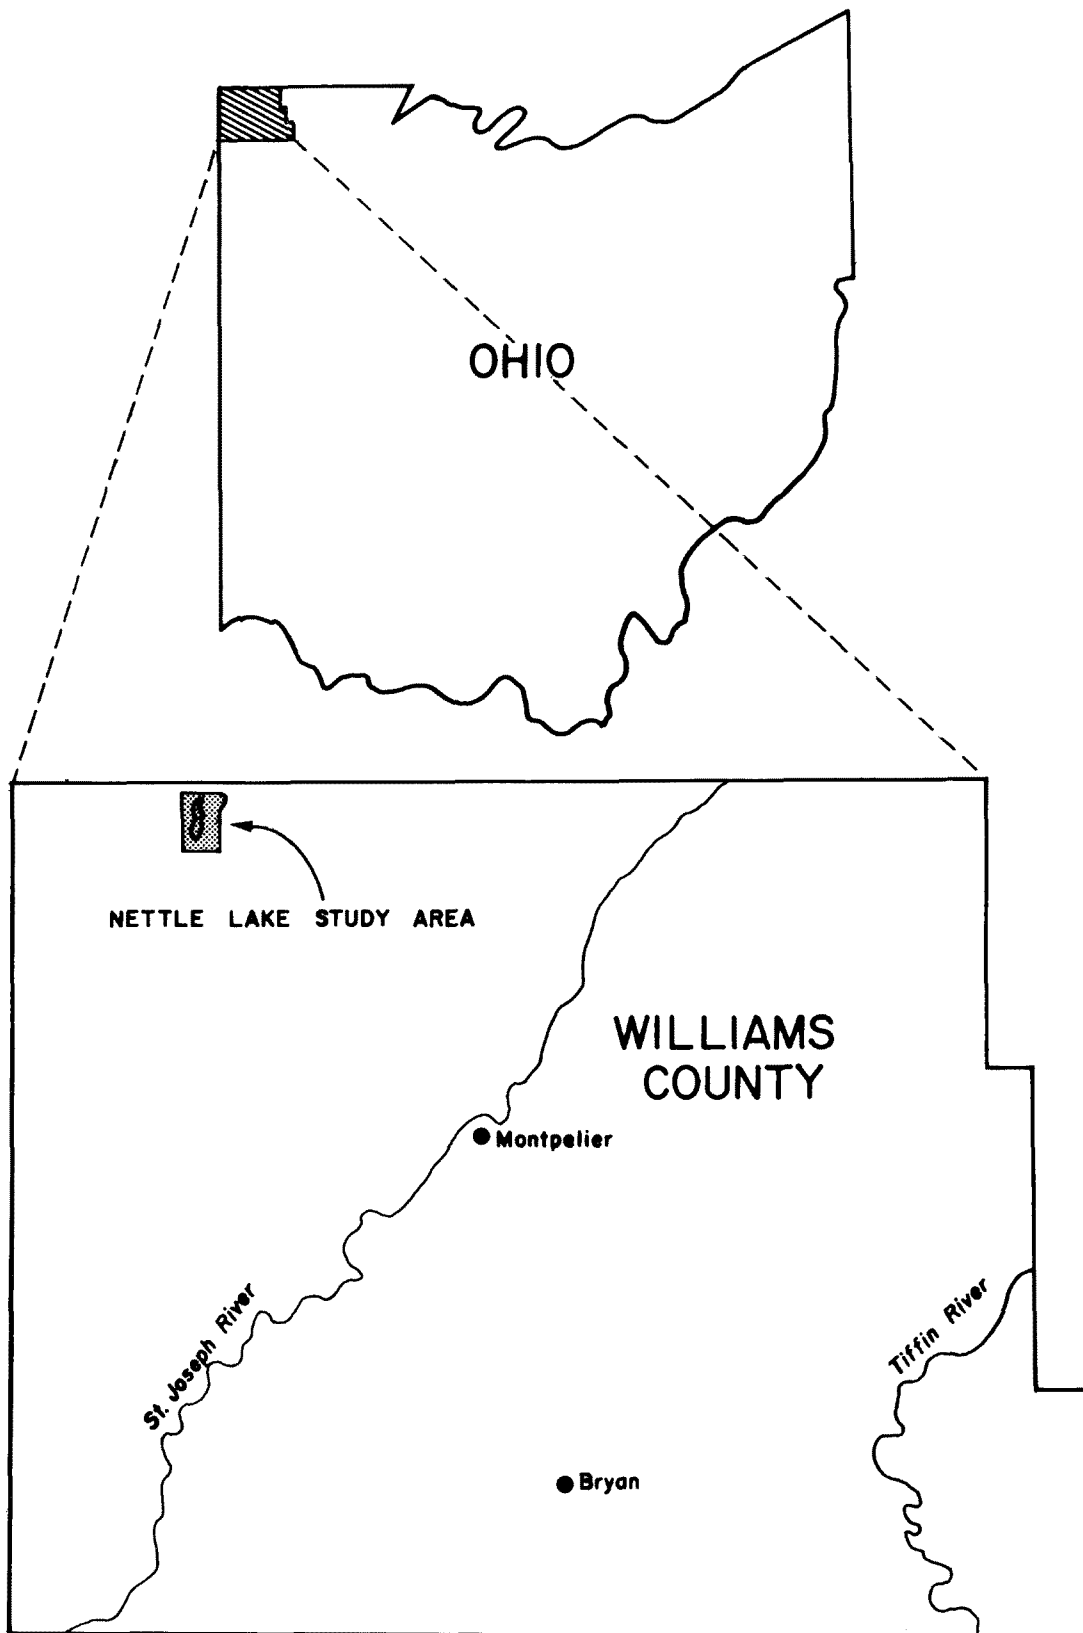 OHIO
NETTLE LAKE STUDY AREA
WILLIAMS
COUNTY
Montpelier
St. Joseph River
Tiffin River
Bryan